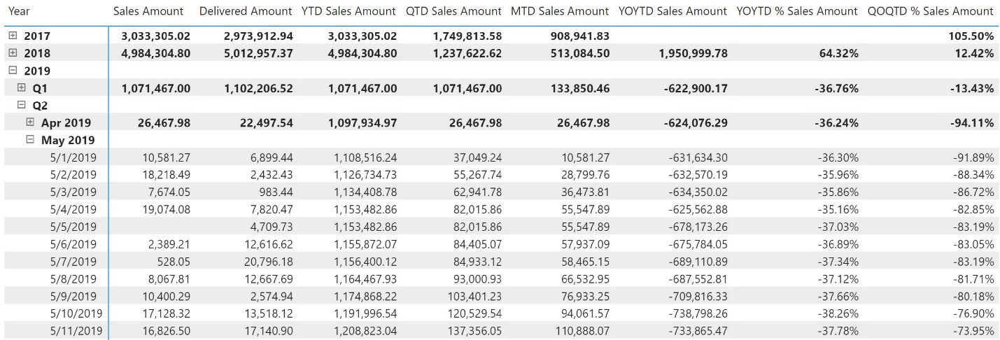 Year Sales Amount Delivered Amount YTD Sales Amount QTD Sales Amount MTD Sales Amount YOYTD Sales Amount YOYTD % Sales Amount QOQTD % Sales Amount
2017 3,033,305.02 2,973,912.94 3,033,305.02 1,749,813.58 908,941.83 105.50%
2018 4,984,304.80 5,012,957.37 4,984,304.80 1,237,622.62 513,084.50 1,950,999.78 64.32% 12.42%
2019
Q1 1,071,467.00 1,102,206.52 1,071,467.00 1,071,467.00 133,850.46 -622,900.17 -36.76% -13.43%
Q2
Apr 2019 26,467.98 22,497.54 1,097,934.97 26,467.98 26,467.98 -624,076.29 -36.24% -94.11%
May 2019
5/1/2019 10,581.27 6,899.44 1,108,516.24 37,049.24 10,581.27 -631,634.30 -36.30% -91.89%
5/2/2019 18,218.49 2,432.43 1,126,734.73 55,267.74 28,799.76 -632,570.19 -35.96% -88.34%
5/3/2019 7,674.05 983.44 1,134,408.78 62,941.78 36,473.81 -634,350.02 -35.86% -86.72%
5/4/2019 19,074.08 7,820.47 1,153,482.86 82,015.86 55,547.89 -625,562.88 -35.16% -82.85%
5/5/2019 4,709.73 1,153,482.86 82,015.86 55,547.89 -678,173.26 -37.03% -83.19%
5/6/2019 2,389.21 12,616.62 1,155,872.07 84,405.07 57,937.09 -675,784.05 -36.89% -83.05%
5/7/2019 528.05 20,796.18 1,156,400.12 84,933.12 58,465.15 -689,110.89 -37.34% -83.19%
5/8/2019 8,067.81 12,667.69 1,164,467.93 93,000.93 66,532.95 -687,552.81 -37.12% -81.71%
5/9/2019 10,400.29 2,574.94 1,174,868.22 103,401.23 76,933.25 -709,816.33 -37.66% -80.18%
5/10/2019 17,128.32 13,518.12 1,191,996.54 120,529.54 94,061.57 -738,798.26 -38.26% -76.90%
5/11/2019 16,826.50 17,140.90 1,208,823.04 137,356.05 110,888.07 -733,865.47 -37.78% -73.95%